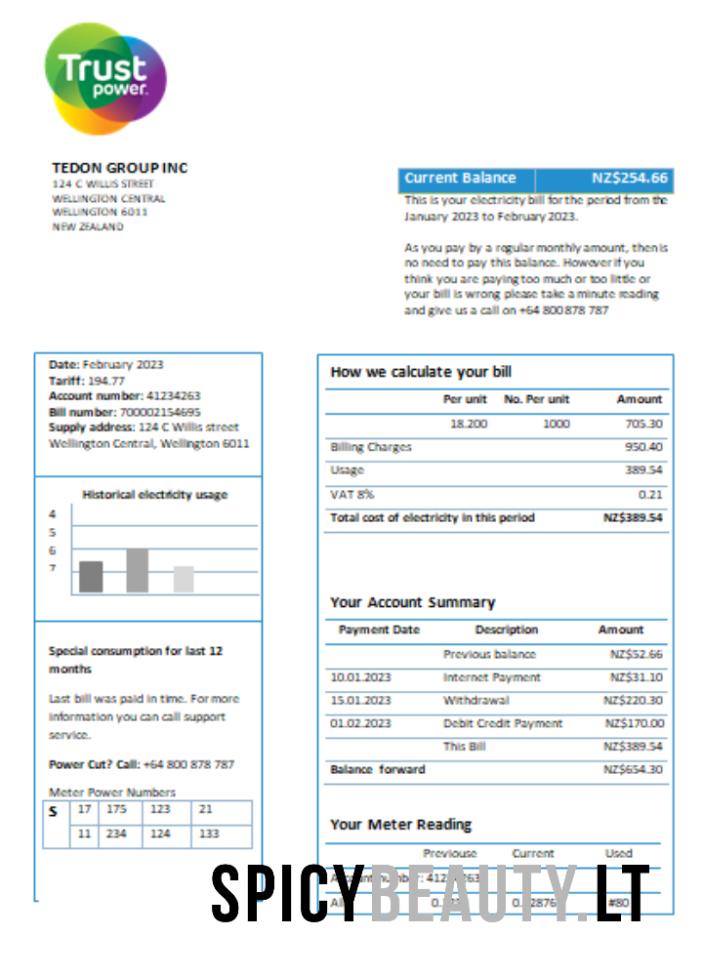 Trust
power.
TEDON GROUP INC
124 C WILLIS STREET
WELLINGTON CENTRAL
WELLINGTON 6011
NEW ZEALAND
Current Balance NZ$254.66
This is your electricity bill for the period from the
January 2023 to February 2023.
As you pay by a regular monthly amount, then is
no need to pay this balance. However if you
think you are paying too much or too little or
your bill is wrong please take a minute reading
and give us a call on +64 800 878 787
Date: February 2023
Tariff: 194.77
Account number: 41234263
Bill number: 700002154695
Supply address: 124 C Willis street
Wellington Central, Wellington 6011
Historical electricity usage
4
5
6
7
Special consumption for last 12
months
Last bill was paid in time. For more
information you can call support
service.
Power Cut? Call: +64 800 878 787
Meter Power Numbers
S 17 175 123 21
11 234 124 133
How we calculate your bill
Per unit No. Per unit Amount
18.200 1000 705.30
Billing Charges 950.40
Usage 389.54
VAT 8% 0.21
Total cost of electricity in this period NZ$389.54
Your Account Summary
Payment Date Description Amount
Previous balance NZ$52.66
10.01.2023 Internet Payment NZ$31.10
15.01.2023 Withdrawal NZ$220.30
01.02.2023 Debit Credit Payment NZ$170.00
This Bill NZ$389.54
Balance forward NZ$654.30
Your Meter Reading
Previouse Current Used
#80
SPICYBEAUTY.LT